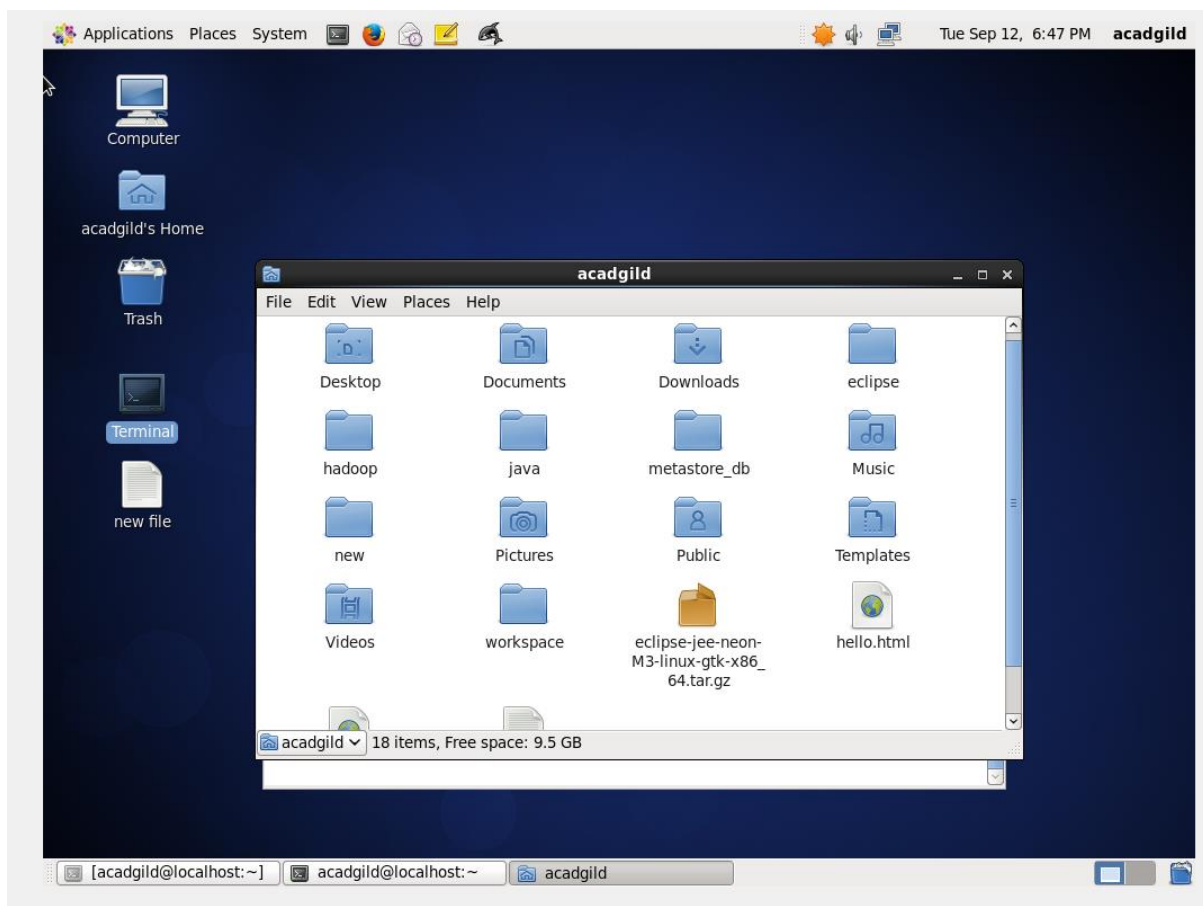 Applications Places System
Tue Sep 12, 6:47 PM acadgild
Computer
acadgild's Home
Trash
Terminal
new file
acadgild
File Edit View Places Help
Desktop Documents Downloads eclipse
hadoop java metastore_db Music
new Pictures Public Templates
Videos workspace eclipse-jee-neon-
M3-linux-gtk-x86_
64.tar.gz
hello.html
acadgild 18 items, Free space: 9.5 GB
[acadgild@localhost:~] acadgild@localhost:~ acadgild